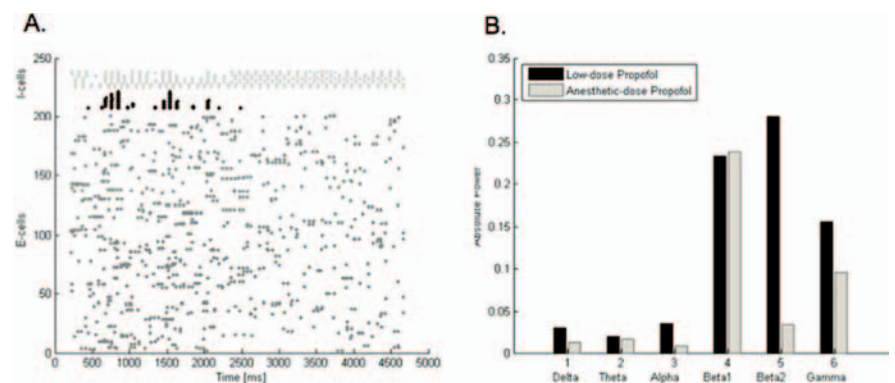 A.
250
200
150
100
50
0
I-cells
E-cells
0 500 1000 1500 2000 2500 3000 3500 4000 4500 5000
Time [ms]
B.
0.35
0.3
0.25
0.2
0.15
0.1
0.05
0
Absolute Power
Low-dose Propofol
Anesthetic-dose Propofol
1 2 3 4 5 6
Delta Theta Alpha Beta1 Beta2 Gamma